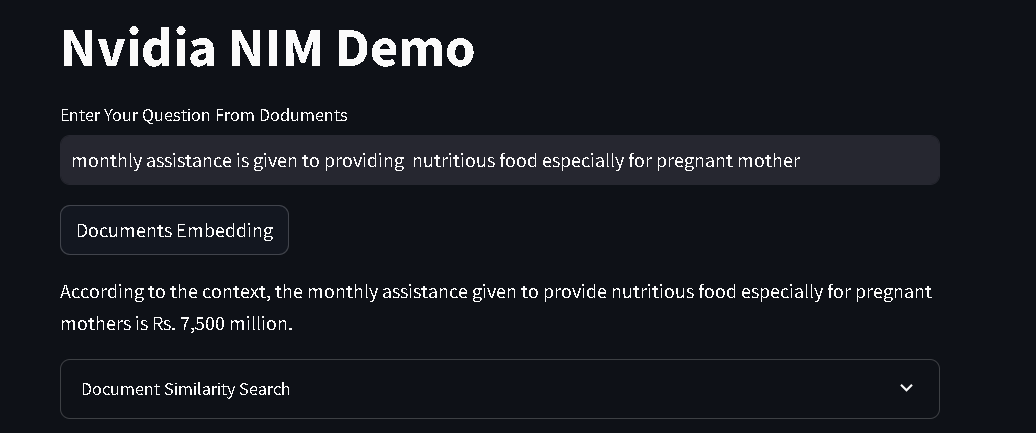 Nvidia NIM Demo
Enter Your Question From Doduments
monthly assistance is given to providing  nutritious food especially for pregnant mother
Documents Embedding
According to the context, the monthly assistance given to provide nutritious food especially for pregnant
mothers is Rs. 7,500 million.
Document Similarity Search